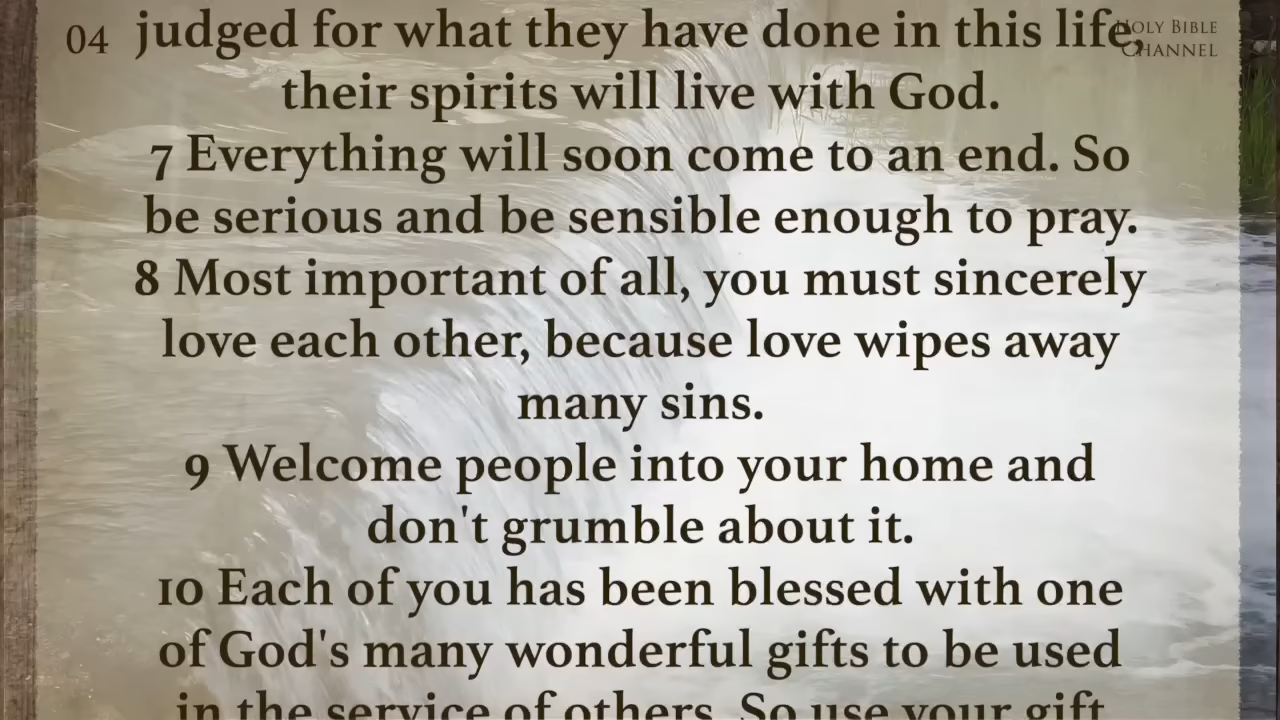 04
HOLY BIBLE
CHANNEL
judged for what they have done in this life,
their spirits will live with God.
7 Everything will soon come to an end. So
be serious and be sensible enough to pray.
8 Most important of all, you must sincerely
love each other, because love wipes away
many sins.
9 Welcome people into your home and
don't grumble about it.
10 Each of you has been blessed with one
of God's many wonderful gifts to be used
in the service of others. So use your gift